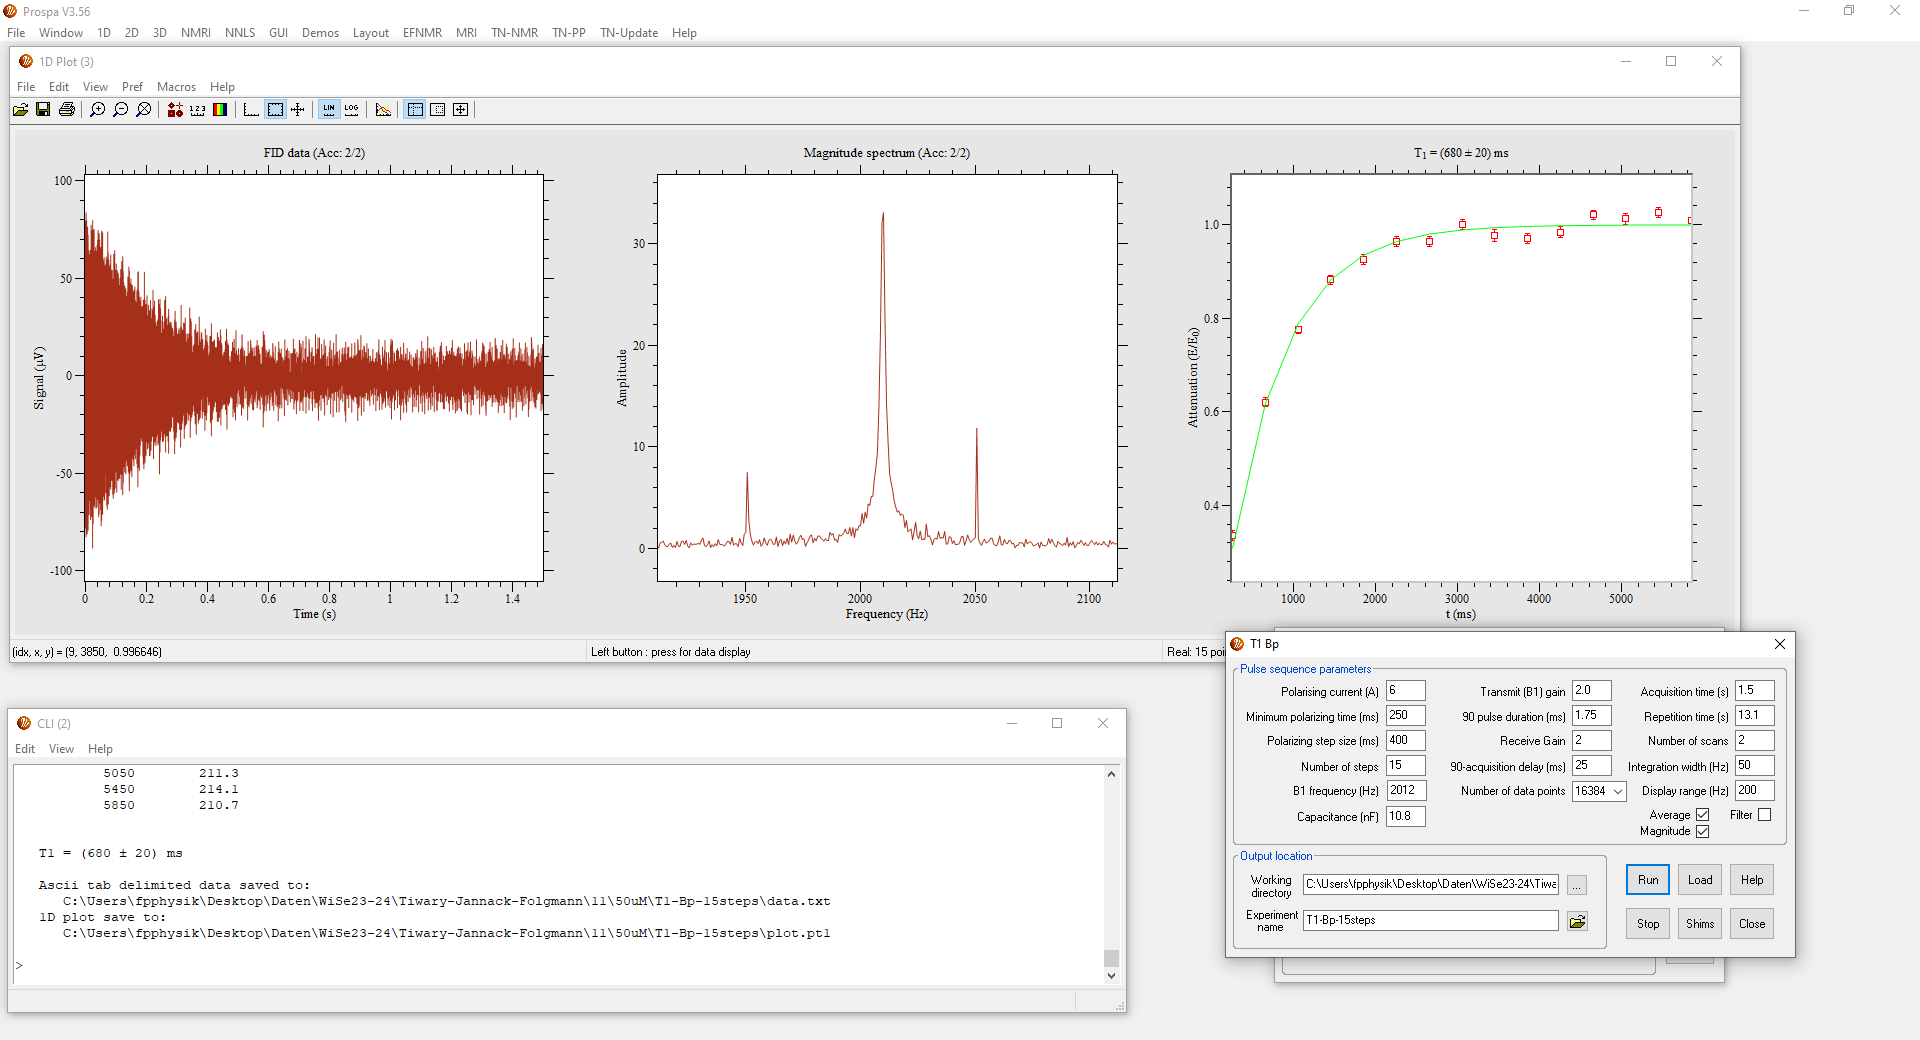 Prospa V3.56
File Window 1D 2D 3D NMRI NNLS GUI Demos Layout EFNMR MRI TN-NMR TN-PP TN-Update Help
1D Plot (3)
File Edit View Pref Macros Help
1 2 3 LIN LOG
FID data (Acc: 2/2)
100
50
0
-50
-100
Signal (µV)
0 0.2 0.4 0.6 0.8 1 1.2 1.4
Time (s)
Magnitude spectrum (Acc: 2/2)
30
20
10
0
Amplitude
1950 2000 2050 2100
Frequency (Hz)
T1 = (680 ± 20) ms
1.0
0.8
0.6
0.4
Attenuation (E/E0)
1000 2000 3000 4000 5000
t (ms)
(idx, x, y) = (9, 3850, 0.996646)
Left button : press for data display
Real: 15 poi
CLI (2)
Edit View Help
5050 211.3
5450 214.1
5850 210.7
T1 = (680 ± 20) ms
Ascii tab delimited data saved to:
C:\Users\fpphysik\Desktop\Daten\WiSe23-24\Tiwary-Jannack-Folgmann\11\50uM\T1-Bp-15steps\data.txt
1D plot save to:
C:\Users\fpphysik\Desktop\Daten\WiSe23-24\Tiwary-Jannack-Folgmann\11\50uM\T1-Bp-15steps\plot.pt1
>
T1 Bp
Pulse sequence parameters
Polarising current (A) 6 Transmit (B1) gain 2.0 Acquisition time (s) 1.5
Minimum polarizing time (ms) 250 90 pulse duration (ms) 1.75 Repetition time (s) 13.1
Polarizing step size (ms) 400 Receive Gain 2 Number of scans 2
Number of steps 15 90-acquisition delay (ms) 25 Integration width (Hz) 50
B1 frequency (Hz) 2012 Number of data points 16384 Display range (Hz) 200
Capacitance (nF) 10.8 Average Filter
Magnitude
Output location
Working directory C:\Users\fpphysik\Desktop\Daten\WiSe23-24\Tiwa ...
Experiment name T1-Bp-15steps
Run Load Help
Stop Shims Close